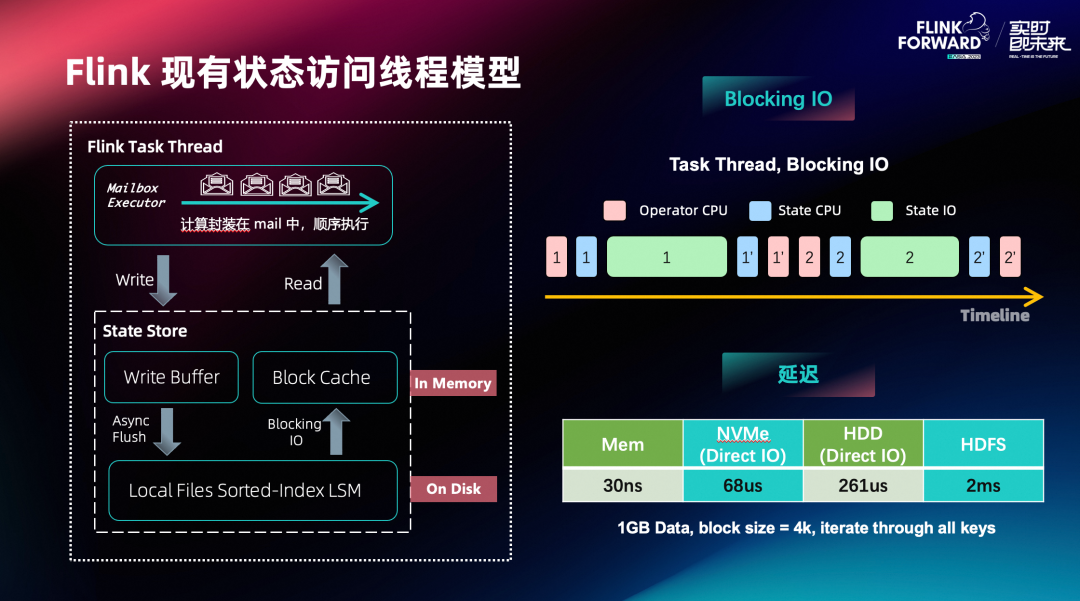 FLINK
FORWARD
实时
即未来
REAL-TIME IS THE FUTURE
Flink 现有状态访问线程模型
Flink Task Thread
Mailbox
Executor
计算封装在 mail 中，顺序执行
Write
Read
State Store
Write Buffer
Block Cache
In Memory
Async
Flush
Blocking
IO
Local Files Sorted-Index LSM
On Disk
Blocking IO
Task Thread, Blocking IO
Operator CPU
State CPU
State IO
1
1
1
1'
1'
2
2
2
2'
2'
Timeline
延迟
Mem
NVMe
(Direct IO)
HDD
(Direct IO)
HDFS
30ns
68us
261us
2ms
1GB Data, block size = 4k, iterate through all keys